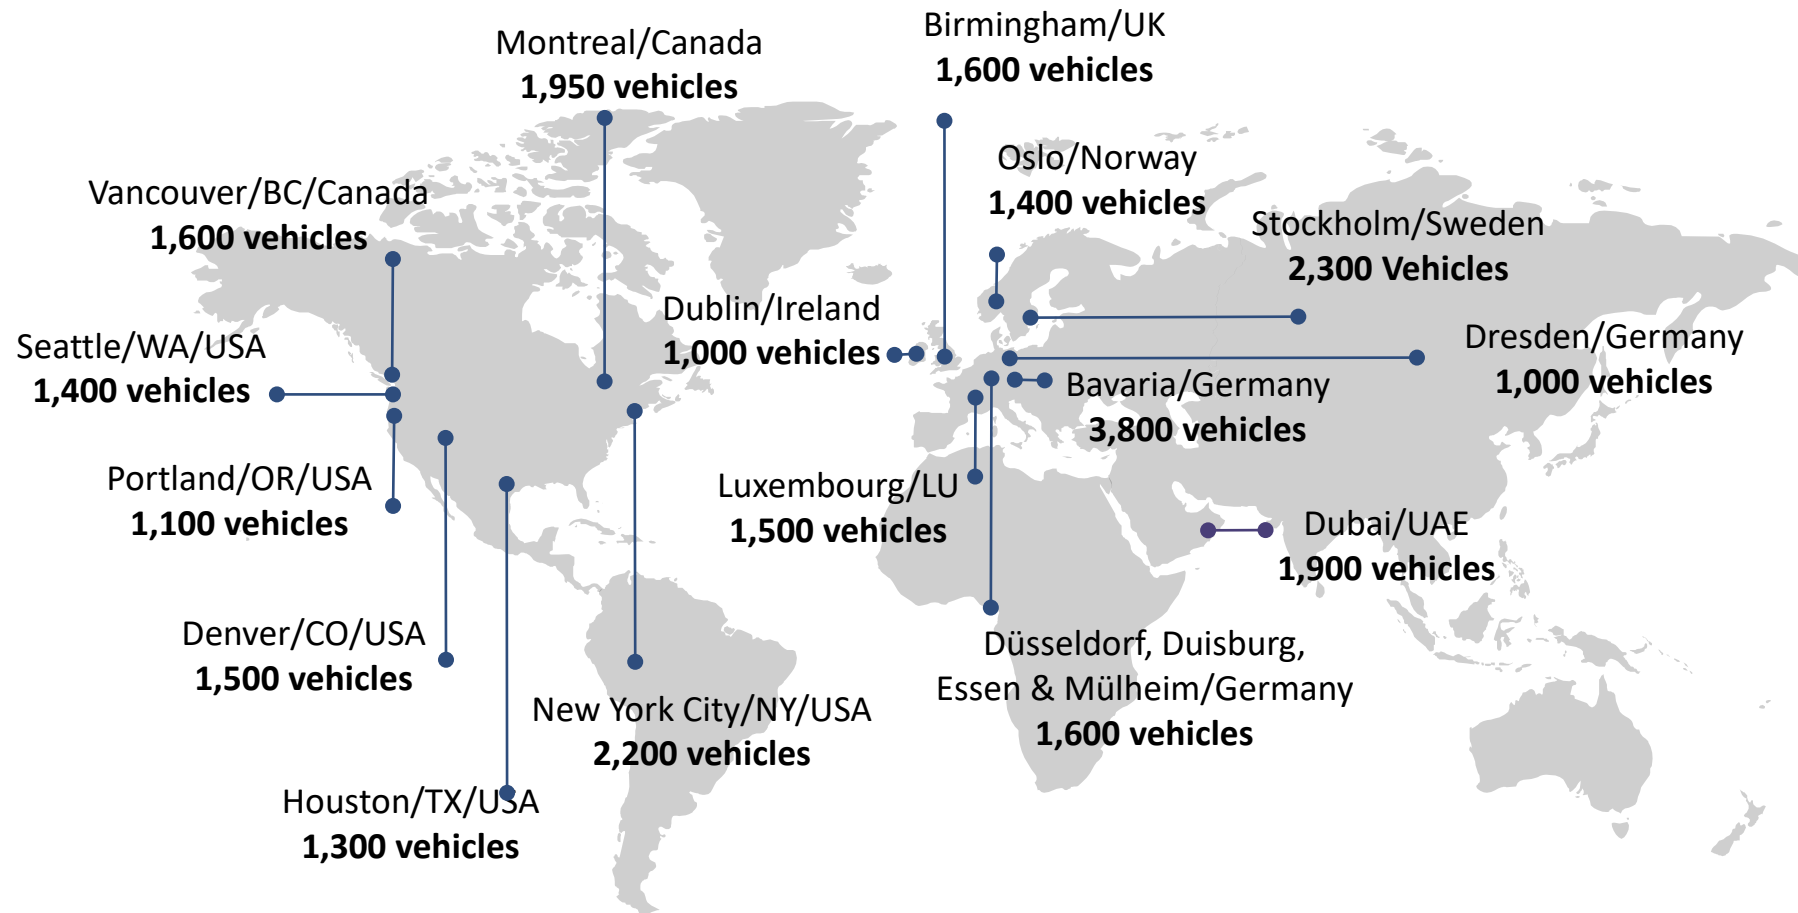 Birmingham/UK
1,600 vehicles
Montreal/Canada
1,950 vehicles
Oslo/Norway
1,400 vehicles
Vancouver/BC/Canada
1,600 vehicles
Stockholm/Sweden
2,300 Vehicles
Dublin/Ireland
1,000 vehicles
Seattle/WA/USA
1,400 vehicles
Dresden/Germany
1,000 vehicles
Bavaria/Germany
3,800 vehicles
Portland/OR/USA
1,100 vehicles
Luxembourg/LU
1,500 vehicles
Dubai/UAE
1,900 vehicles
Denver/CO/USA
1,500 vehicles
Düsseldorf, Duisburg,
Essen & Mülheim/Germany
1,600 vehicles
New York City/NY/USA
2,200 vehicles
Houston/TX/USA
1,300 vehicles